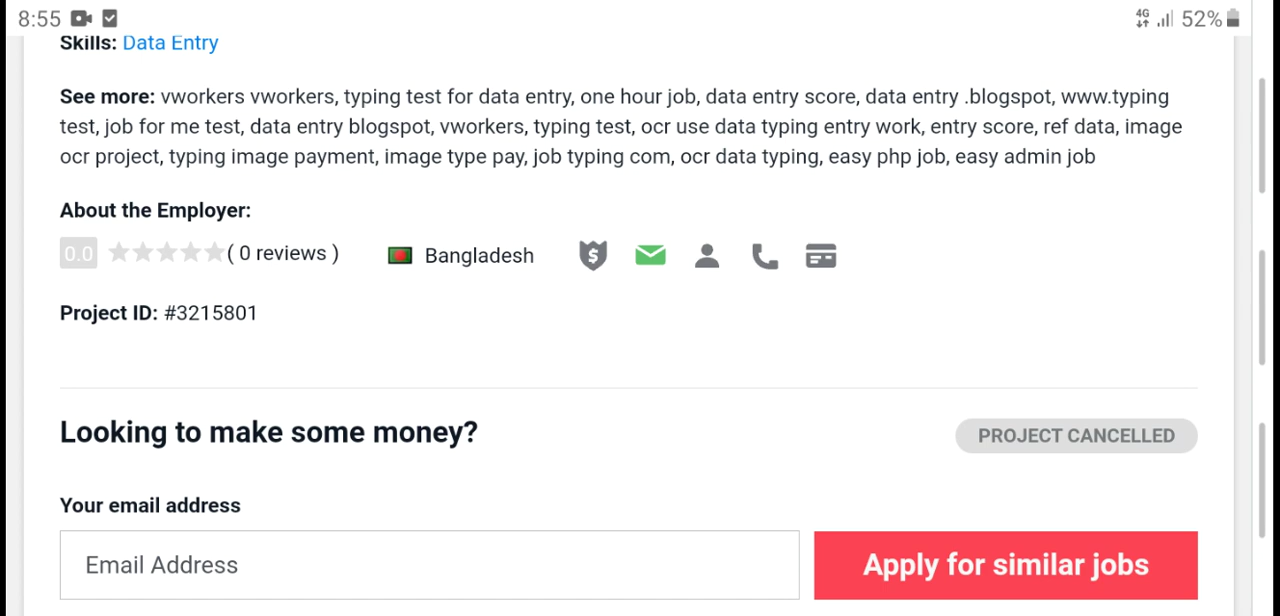 8:55
4G 52%
Skills: Data Entry
See more: vworkers vworkers, typing test for data entry, one hour job, data entry score, data entry .blogspot, www.typing
test, job for me test, data entry blogspot, vworkers, typing test, ocr use data typing entry work, entry score, ref data, image
ocr project, typing image payment, image type pay, job typing com, ocr data typing, easy php job, easy admin job
About the Employer:
0.0 ( 0 reviews ) Bangladesh
Project ID: #3215801
Looking to make some money?
PROJECT CANCELLED
Your email address
Email Address
Apply for similar jobs